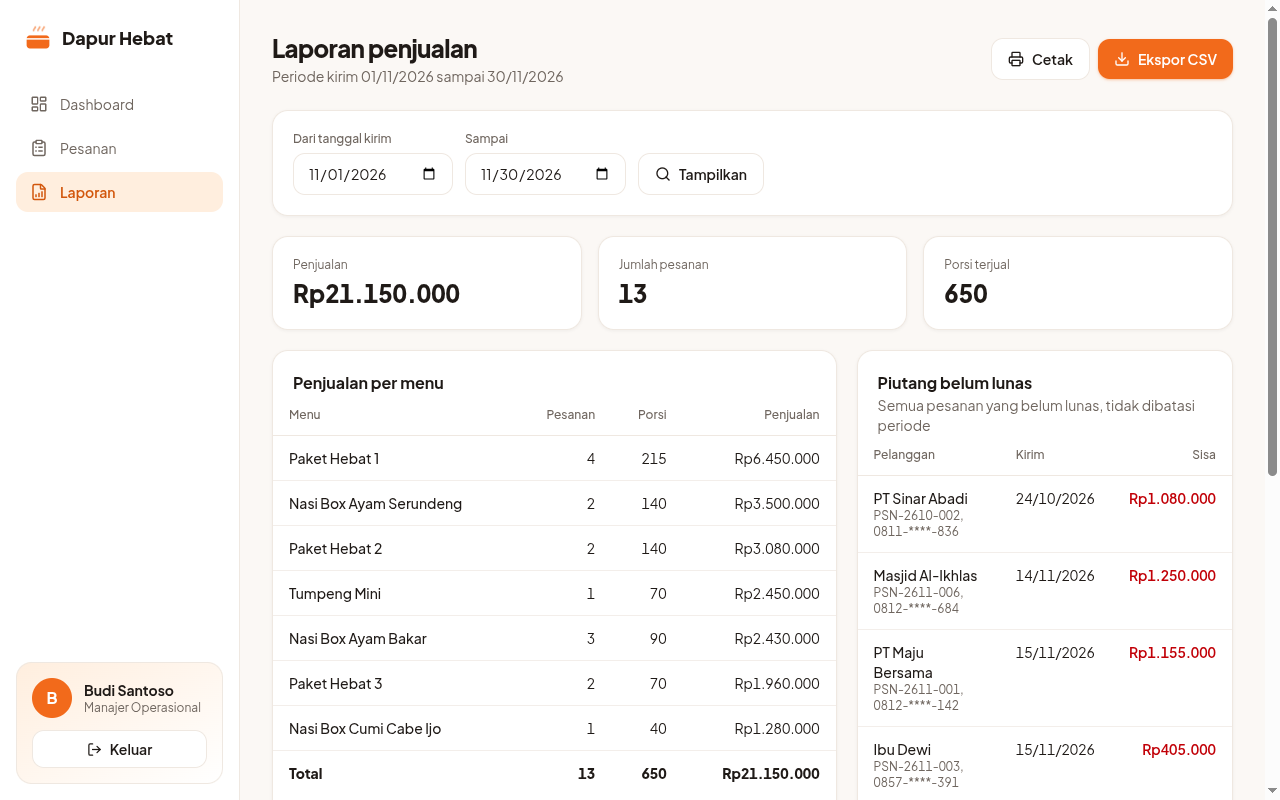 Dapur Hebat
Dashboard
Pesanan
Laporan
B
Budi Santoso
Manajer Operasional
Keluar
Laporan penjualan
Periode kirim 01/11/2026 sampai 30/11/2026
Cetak
Ekspor CSV
Dari tanggal kirim
Sampai
11/01/2026
11/30/2026
Tampilkan
Penjualan
Rp21.150.000
Jumlah pesanan
13
Porsi terjual
650
Penjualan per menu
Menu Pesanan Porsi Penjualan
Paket Hebat 1 4 215 Rp6.450.000
Nasi Box Ayam Serundeng 2 140 Rp3.500.000
Paket Hebat 2 2 140 Rp3.080.000
Tumpeng Mini 1 70 Rp2.450.000
Nasi Box Ayam Bakar 3 90 Rp2.430.000
Paket Hebat 3 2 70 Rp1.960.000
Nasi Box Cumi Cabe Ijo 1 40 Rp1.280.000
Total 13 650 Rp21.150.000
Piutang belum lunas
Semua pesanan yang belum lunas, tidak dibatasi
periode
Pelanggan Kirim Sisa
PT Sinar Abadi 24/10/2026 Rp1.080.000
PSN-2610-002,
0811-****-836
Masjid Al-Ikhlas 14/11/2026 Rp1.250.000
PSN-2611-006,
0812-****-684
PT Maju 15/11/2026 Rp1.155.000
Bersama
PSN-2611-001,
0812-****-142
Ibu Dewi 15/11/2026 Rp405.000
PSN-2611-003,
0857-****-391